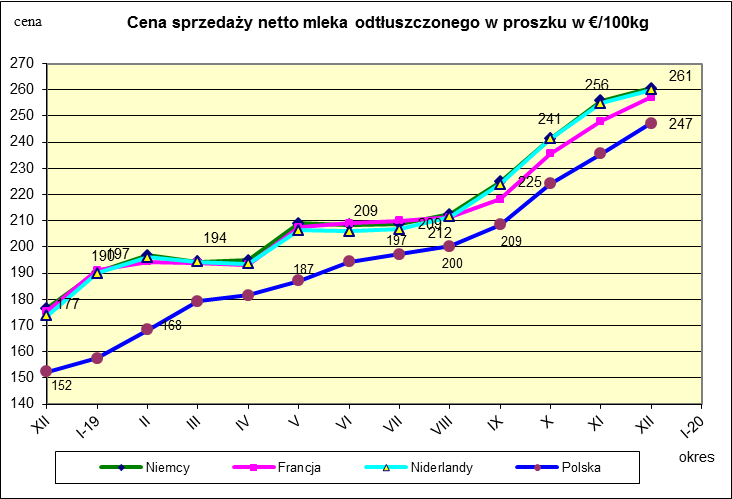 cena
Cena sprzedaży netto mleka odtłuszczonego w proszku w €/100kg
270
260
250
240
230
220
210
200
190
180
170
160
150
140
177
190
197
194
209
209
212
225
241
256
261
152
168
187
197
200
209
247
XII
I-19
II
III
IV
V
VI
VII
VIII
IX
X
XI
XII
I-20
okres
Niemcy Francja Niderlandy Polska